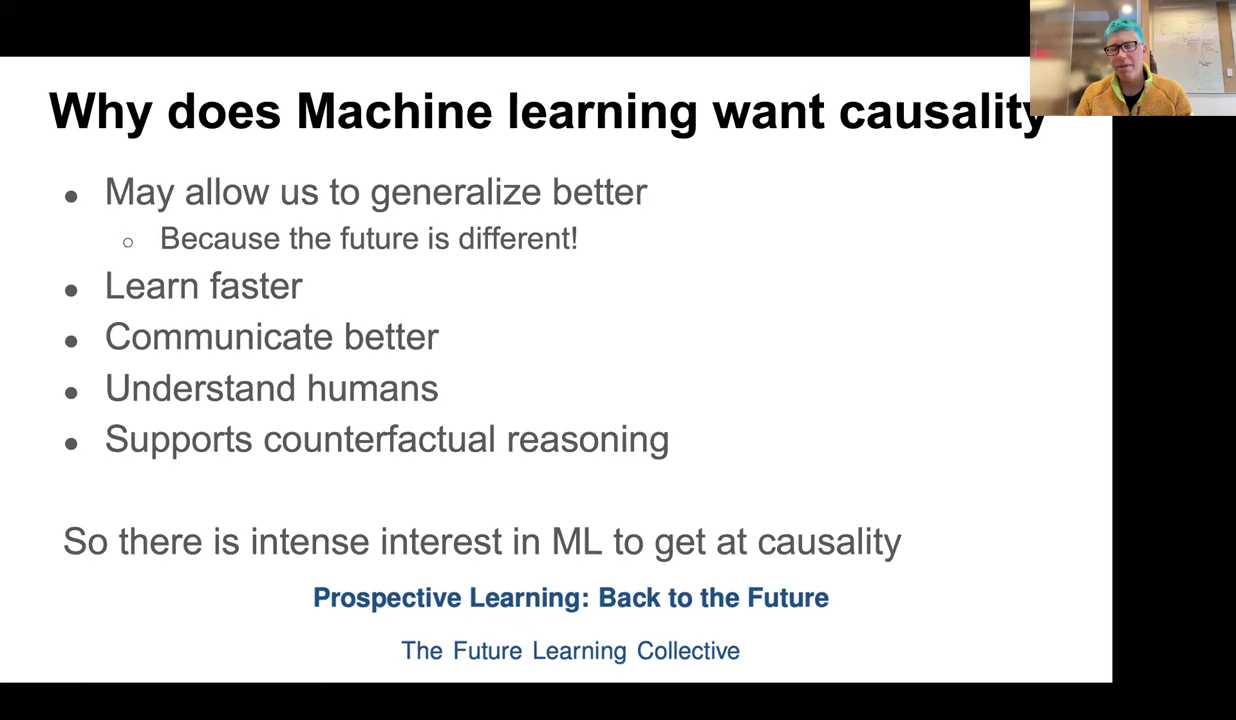 Why does Machine learning want causality
● May allow us to generalize better
○ Because the future is different!
● Learn faster
● Communicate better
● Understand humans
● Supports counterfactual reasoning
So there is intense interest in ML to get at causality
Prospective Learning: Back to the Future
The Future Learning Collective